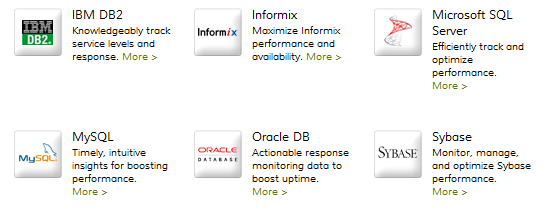 IBM DB2
IBM
DB2.
Knowledgeably track
service levels and
response. More >
Informix
Informix
Maximize Informix
performance and
availability. More >
Microsoft SQL
Server
Efficiently track and
optimize
performance.
More >
MySQL
MySQL
Timely, intuitive
insights for boosting
performance.
More >
Oracle DB
ORACLE
DATABASE
Actionable response
monitoring data to
boost uptime.
More >
Sybase
SYBASE
Monitor, manage,
and optimize Sybase
performance.
More >